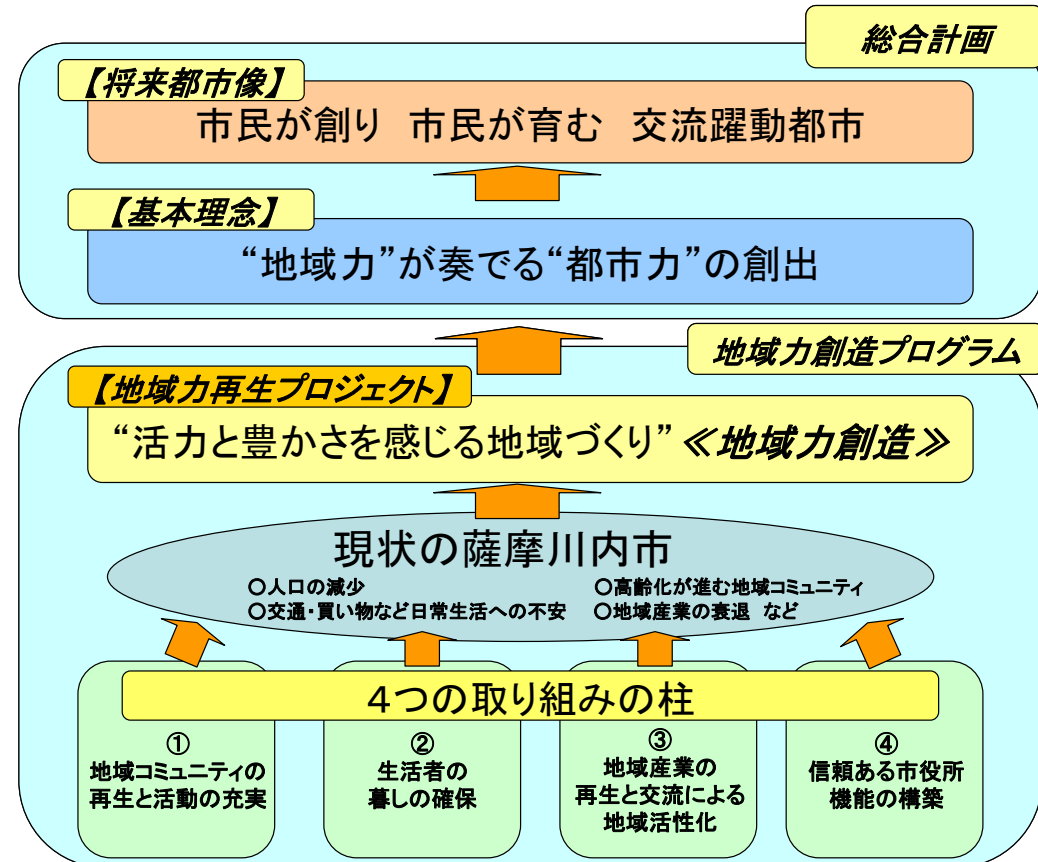 総合計画
【将来都市像】
市民が創り 市民が育む 交流躍動都市
【基本理念】
“地域力”が奏でる“都市力”の創出
地域力創造プログラム
【地域力再生プロジェクト】
“活力と豊かさを感じる地域づくり”≪地域力創造≫
現状の薩摩川内市
○人口の減少
○高齢化が進む地域コミュニティ
○交通・買い物など日常生活への不安
○地域産業の衰退 など
4つの取り組みの柱
①
地域コミュニティの
再生と活動の充実
②
生活者の
暮しの確保
③
地域産業の
再生と交流による
地域活性化
④
信頼ある市役所
機能の構築